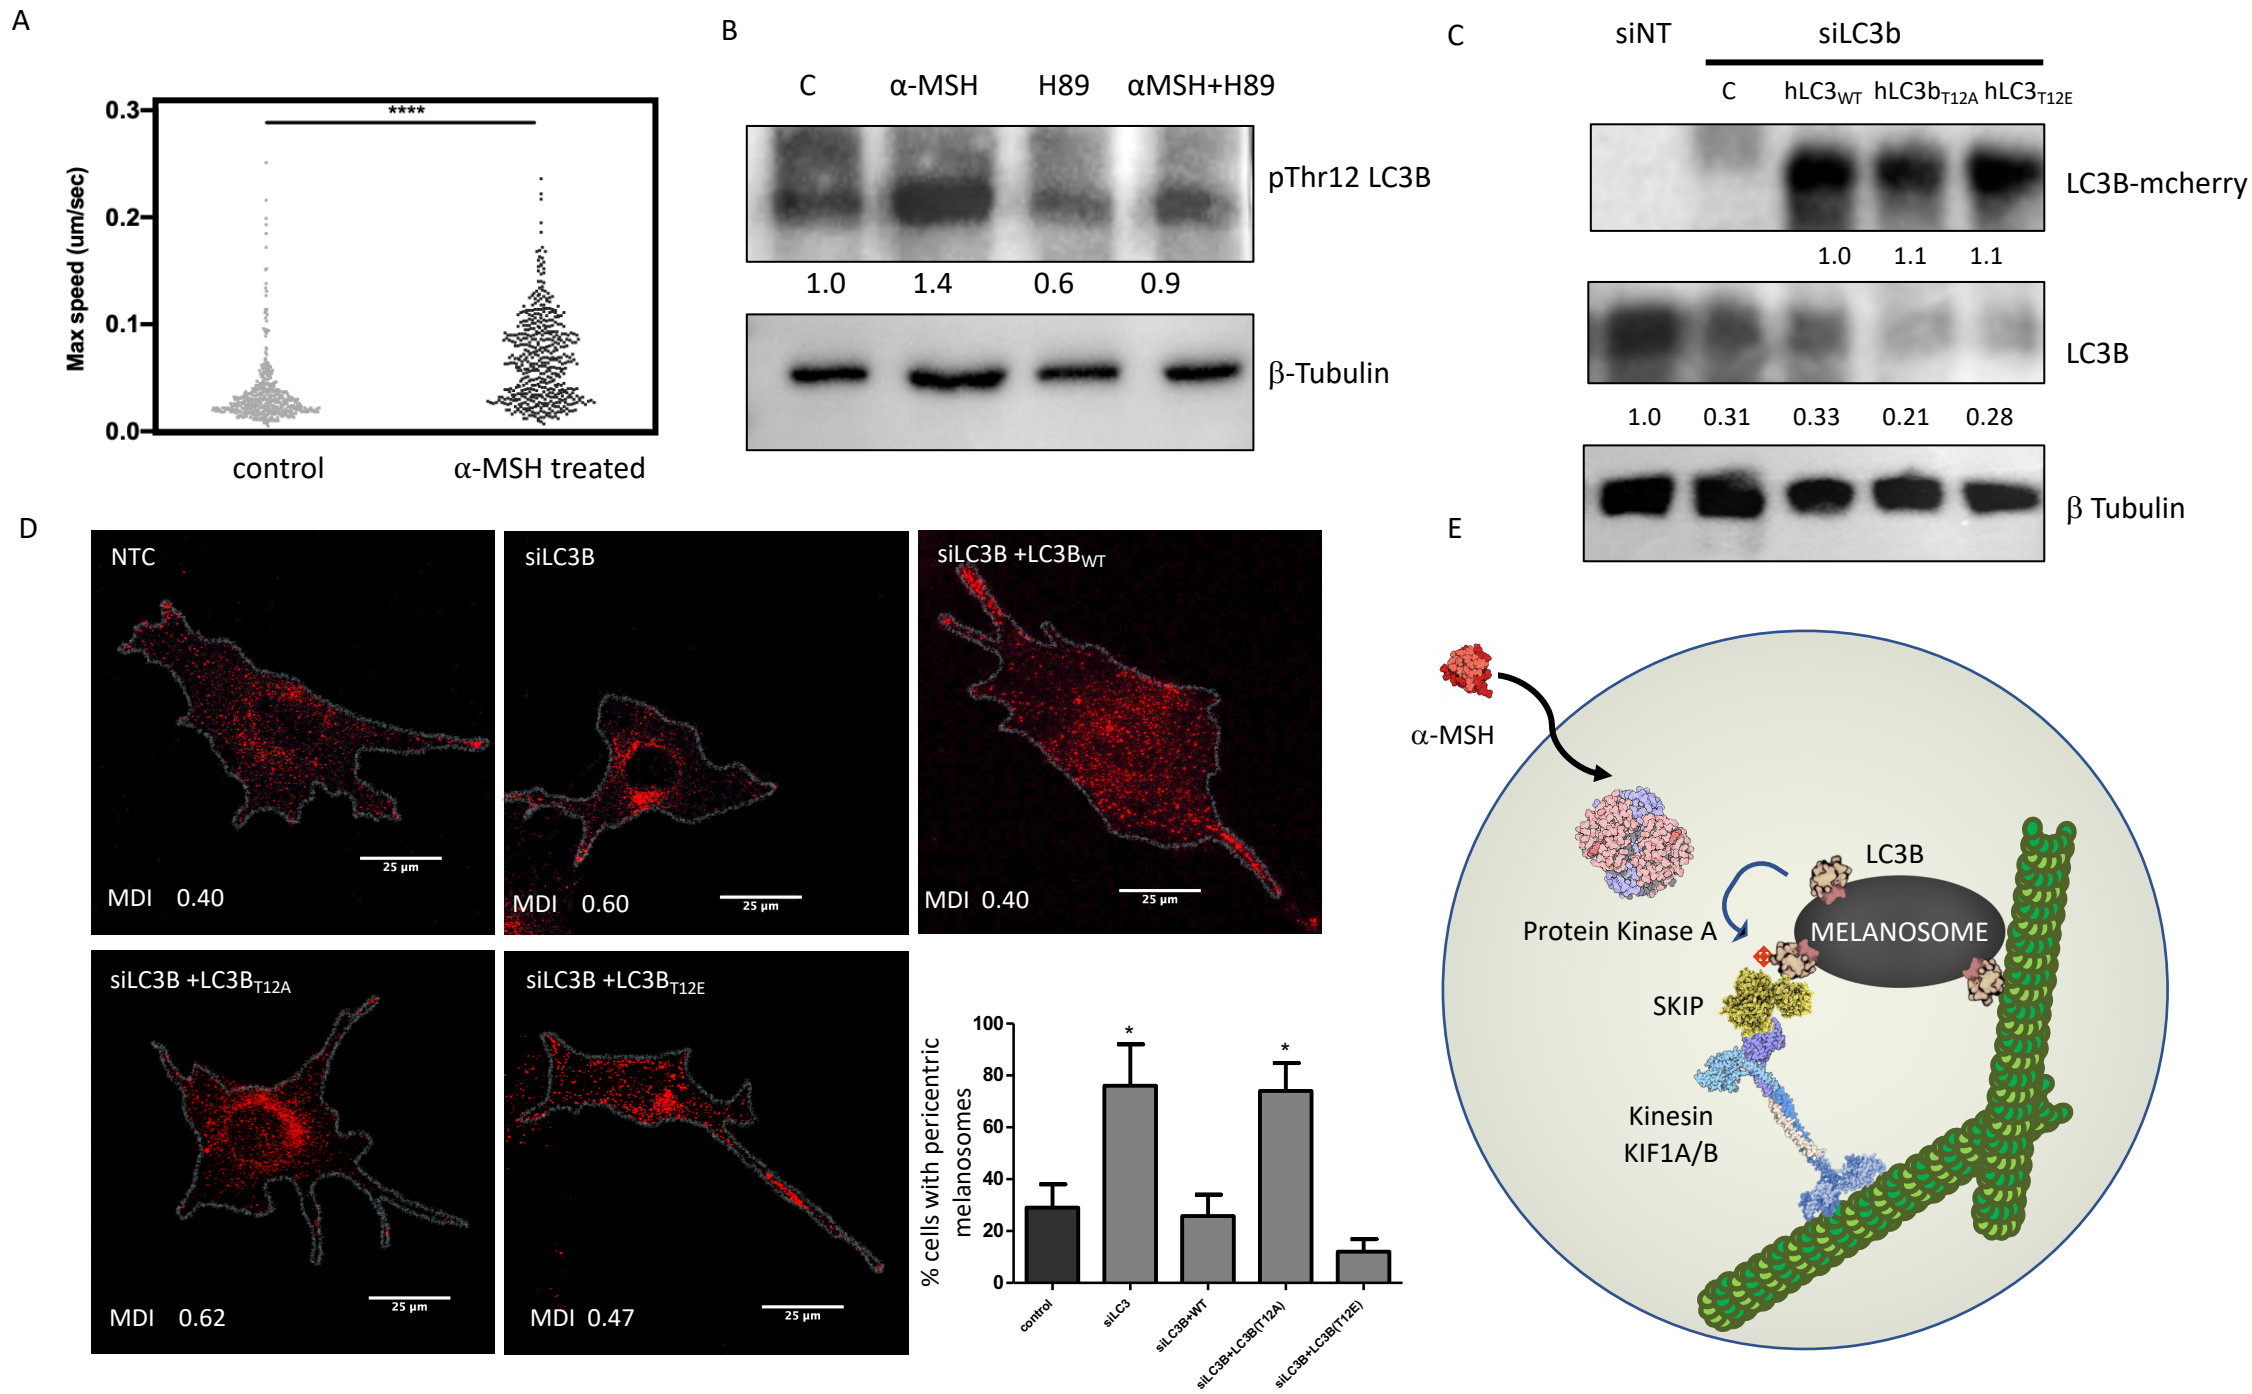 A
Max speed (um/sec)
0.3
0.2
0.1
0.0
****
control
α-MSH treated
B
C α-MSH H89 αMSH+H89
pThr12 LC3B
1.0 1.4 0.6 0.9
β-Tubulin
C
siNT siLC3b
C hLC3WT hLC3bT12A hLC3T12E
LC3B-mcherry
1.0 1.1 1.1
LC3B
1.0 0.31 0.33 0.21 0.28
β Tubulin
D
NTC
25 µm
MDI 0.40
siLC3B
25 µm
MDI 0.60
siLC3B +LC3BWT
25 µm
MDI 0.40
siLC3B +LC3BT12A
25 µm
MDI 0.62
siLC3B +LC3BT12E
25 µm
MDI 0.47
% cells with pericentric
melanosomes
100
80
60
40
20
0
*
*
control
siLC3
siLC3B+WT
siLC3B+LC3B(T12A)
siLC3B+LC3B(T12E)
E
α-MSH
LC3B
Protein Kinase A
MELANOSOME
SKIP
Kinesin
KIF1A/B